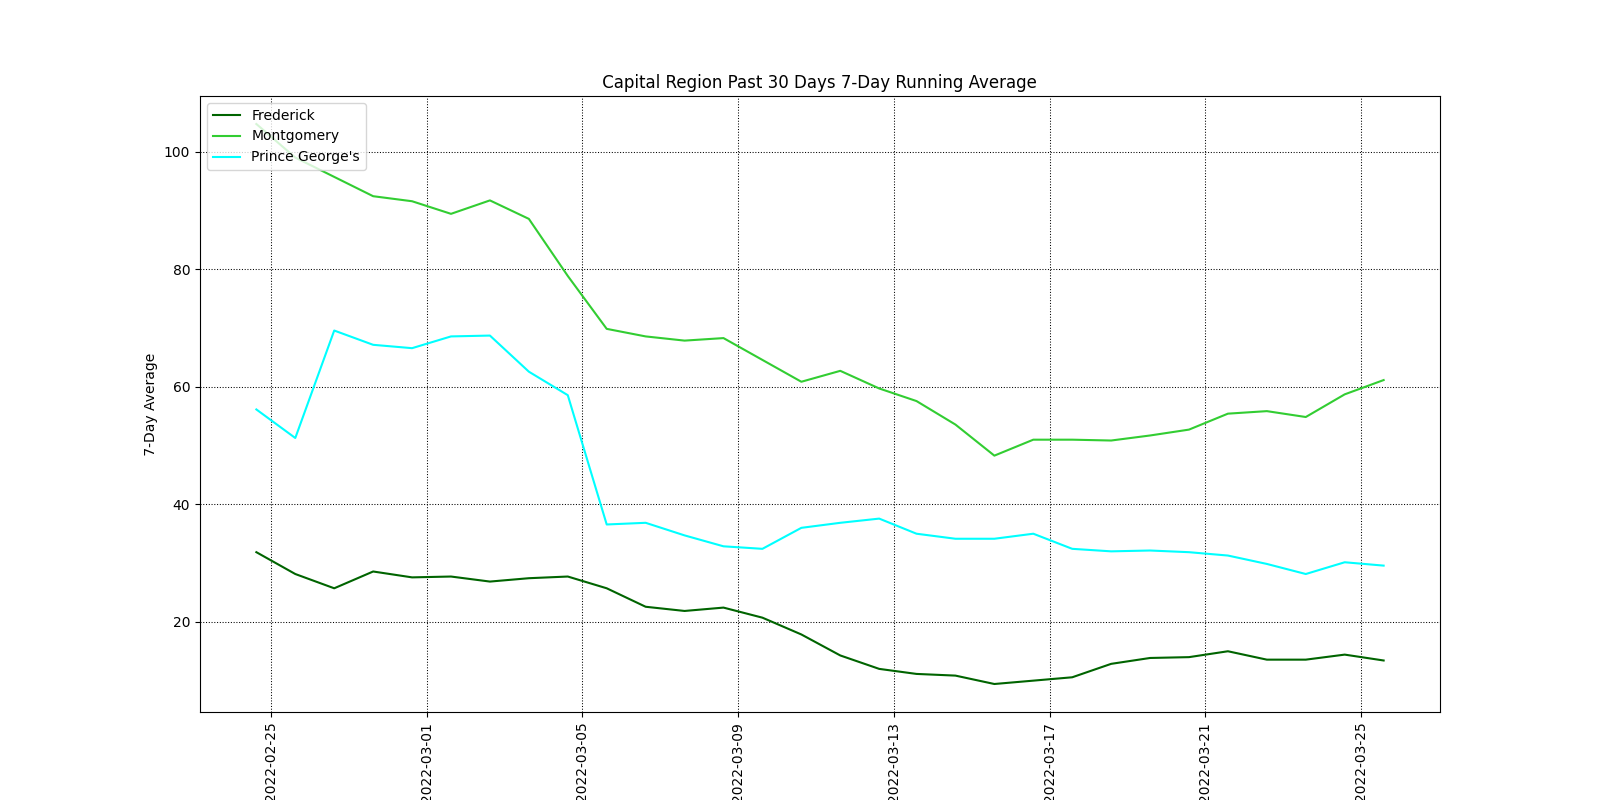 Capital Region Past 30 Days 7-Day Running Average
Frederick
Montgomery
Prince George's
7-Day Average
100
80
60
40
20
2022-02-25
2022-03-01
2022-03-05
2022-03-09
2022-03-13
2022-03-17
2022-03-21
2022-03-25